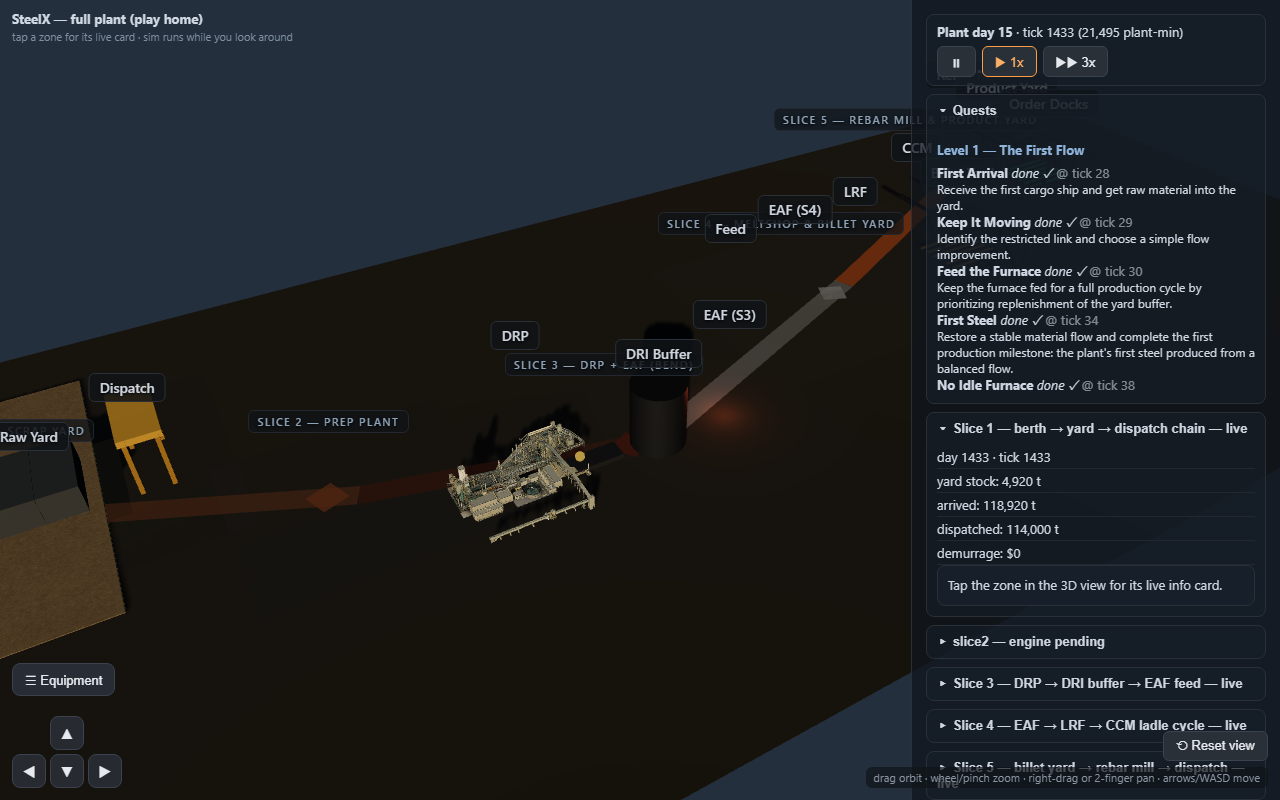 SteelX — full plant (play home)
tap a zone for its live card · sim runs while you look around
Plant day 15 · tick 1433 (21,495 plant-min)
▶ 1x
▶▶ 3x
Product Yard
Order Docks
SLICE 5 — REBAR MILL & PRODUCT YARD
CCM
LRF
EAF (S4)
SLICE 4 — MELTSHOP & BILLET YARD
Feed
EAF (S3)
DRP
DRI Buffer
SLICE 3 — DRP + EAF (BEND)
Dispatch
SLICE 2 — PREP PLANT
YARD
Raw Yard
☰ Equipment
▲
◀ ▼ ▶
Quests
Level 1 — The First Flow
First Arrival done ✓@ tick 28
Receive the first cargo ship and get raw material into the
yard.
Keep It Moving done ✓@ tick 29
Identify the restricted link and choose a simple flow
improvement.
Feed the Furnace done ✓@ tick 30
Keep the furnace fed for a full production cycle by
prioritizing replenishment of the yard buffer.
First Steel done ✓@ tick 34
Restore a stable material flow and complete the first
production milestone: the plant's first steel produced from a
balanced flow.
No Idle Furnace done ✓@ tick 38
Slice 1 — berth → yard → dispatch chain — live
day 1433 · tick 1433
yard stock: 4,920 t
arrived: 118,920 t
dispatched: 114,000 t
demurrage: $0
Tap the zone in the 3D view for its live info card.
slice2 — engine pending
Slice 3 — DRP → DRI buffer → EAF feed — live
Slice 4 — EAF → LRF → CCM ladle cycle — live
⟲ Reset view
Slice 5 — billet yard → rebar mill → dispatch —
live
drag orbit · wheel/pinch zoom · right-drag or 2-finger pan · arrows/WASD move